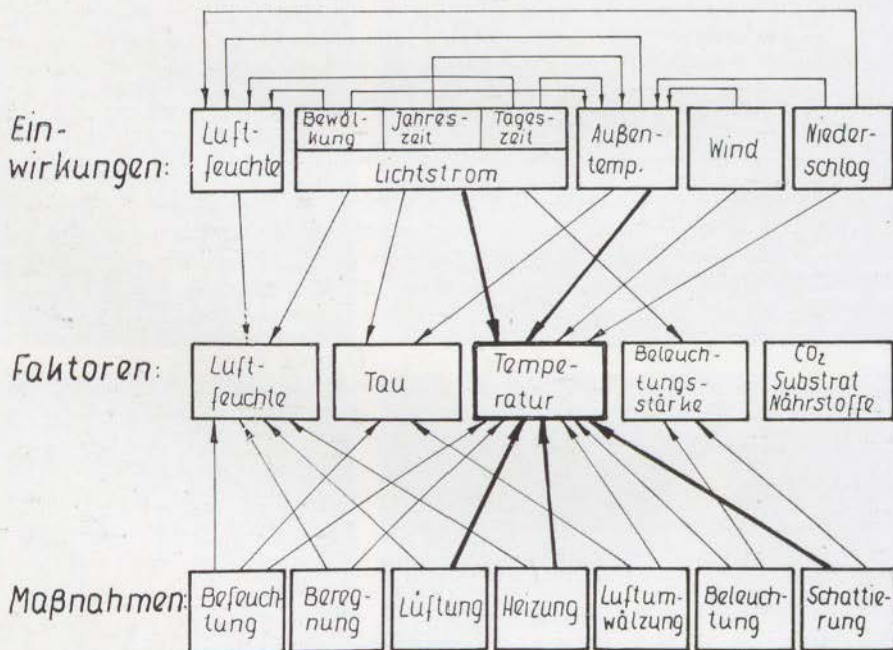 Ein-
wirkungen:
Luft-
feuchte
Bewöl-
kung
Jahres-
zeit
Tages-
zeit
Lichtstrom
Außen-
temp.
Wind
Nieder-
schlag
Faktoren:
Luft-
feuchte
Tau
Tempe-
ratur
Beleuch-
tungs-
stärke
CO₂
Substrat
Nährstoffe
Maßnahmen:
Befeuch-
tung
Bereg-
nung
Lüftung
Heizung
Luftum-
wälzung
Beleuch-
tung
Schattie-
rung